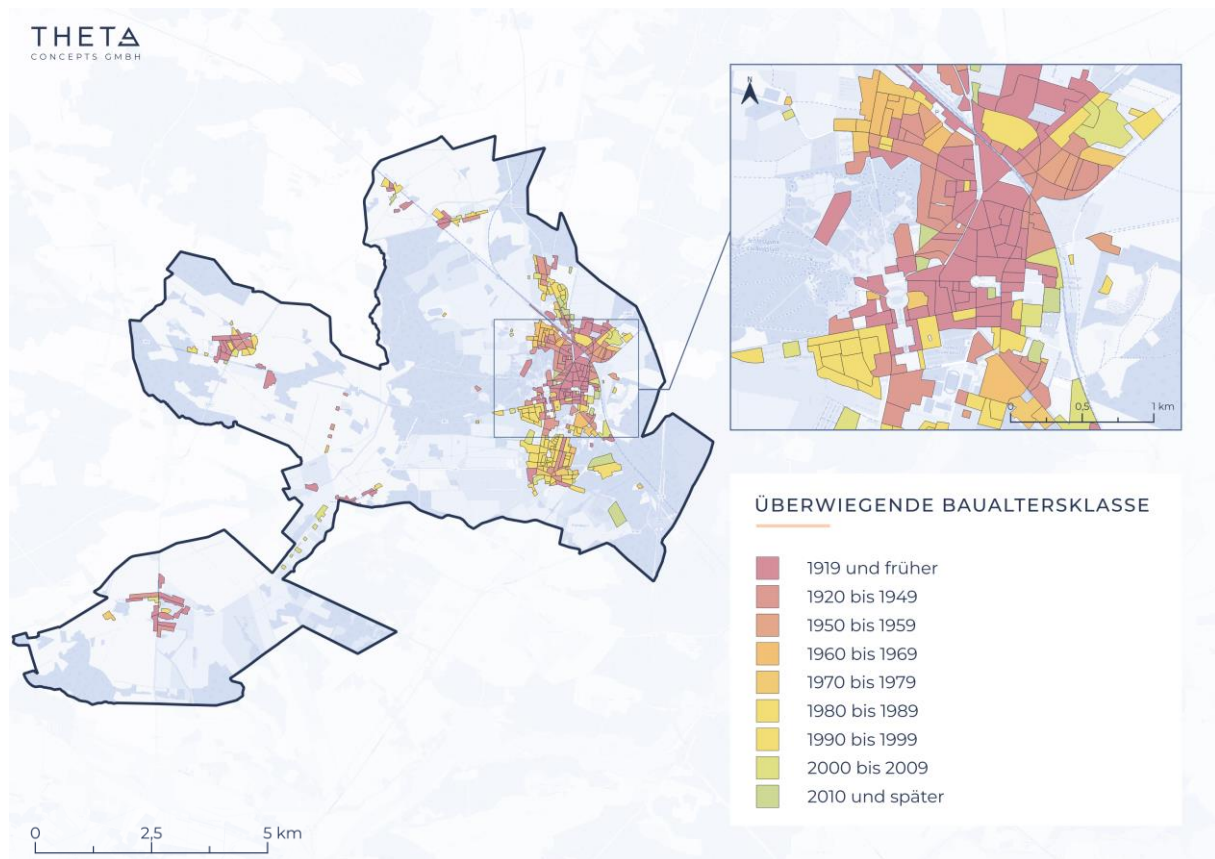 THETA
CONCEPTS GMBH
N
0 0,5 1 km
ÜBERWIEGENDE BAUALTERSKLASSE
1919 und früher
1920 bis 1949
1950 bis 1959
1960 bis 1969
1970 bis 1979
1980 bis 1989
1990 bis 1999
2000 bis 2009
2010 und später
0 2,5 5 km